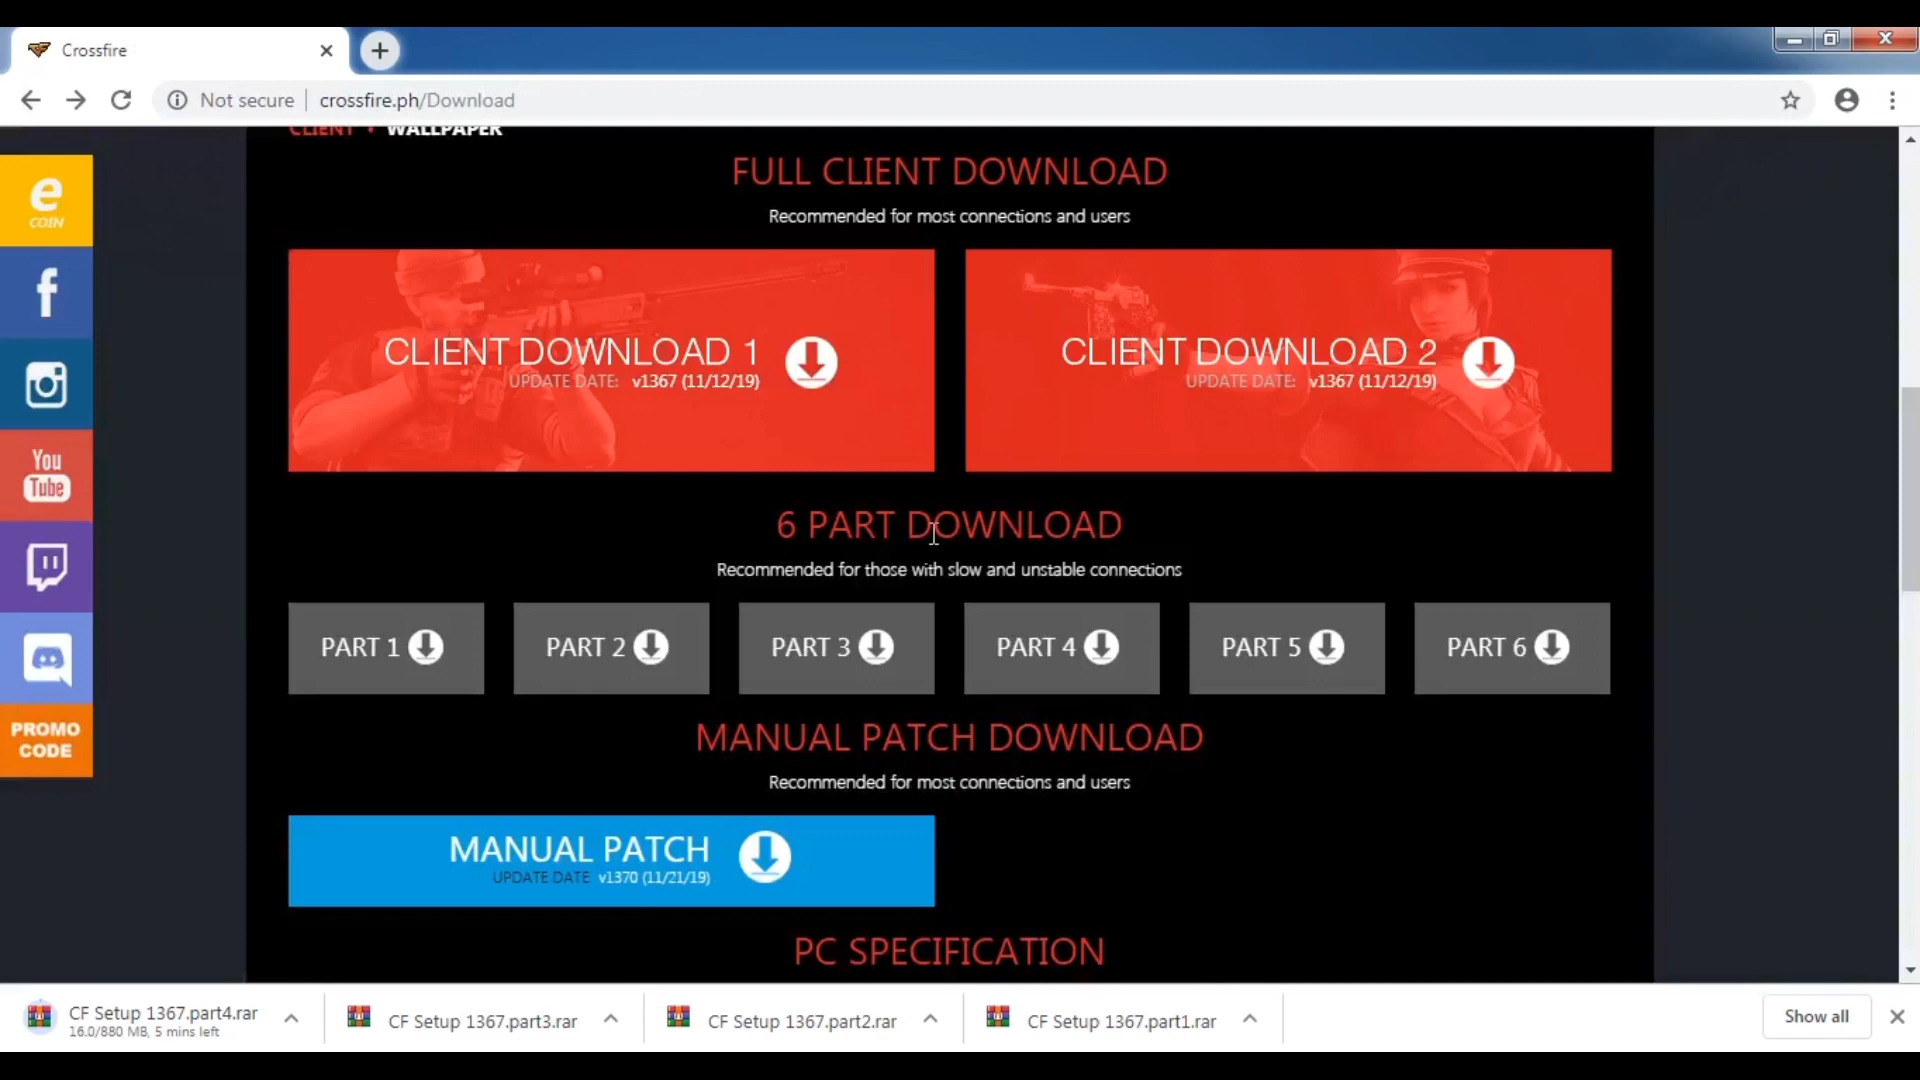 Crossfire
Not secure crossfire.ph/Download
CLIENT • WALLPAPER
FULL CLIENT DOWNLOAD
Recommended for most connections and users
CLIENT DOWNLOAD 1
UPDATE DATE: v1367 (11/12/19)
CLIENT DOWNLOAD 2
UPDATE DATE: v1367 (11/12/19)
6 PART DOWNLOAD
Recommended for those with slow and unstable connections
PART 1
PART 2
PART 3
PART 4
PART 5
PART 6
MANUAL PATCH DOWNLOAD
Recommended for most connections and users
MANUAL PATCH
UPDATE DATE v1370 (11/21/19)
PC SPECIFICATION
e
COIN
f
You
Tube
PROMO
CODE
CF Setup 1367.part4.rar
16.0/880 MB, 5 mins left
CF Setup 1367.part3.rar
CF Setup 1367.part2.rar
CF Setup 1367.part1.rar
Show all